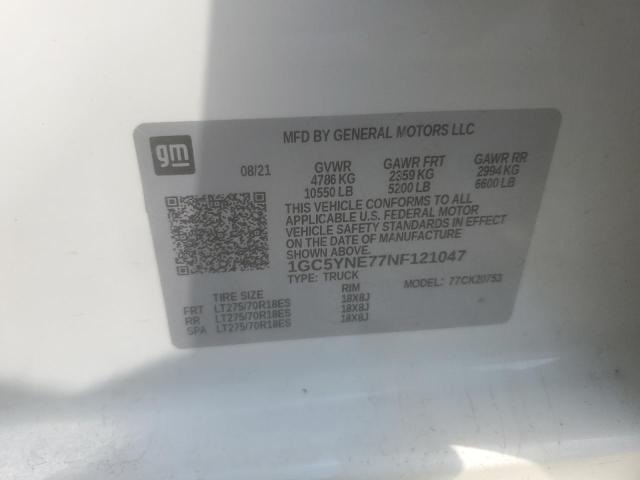 gm
MFD BY GENERAL MOTORS LLC
08/21 GVWR GAWR FRT GAWR RR
4786 KG 2359 KG 2994 KG
10550 LB 5200 LB 6600 LB
THIS VEHICLE CONFORMS TO ALL
APPLICABLE U.S. FEDERAL MOTOR
VEHICLE SAFETY STANDARDS IN
EFFECT ON THE DATE OF MANUFACTURE
SHOWN ABOVE.
1GC5YNE77NF121047
TYPE: TRUCK MODEL: 77CK20753
TIRE SIZE RIM
FRT LT275/70R18ES 18X8J
RR LT275/70R18ES 18X8J
SPA LT275/70R18ES 18X8J